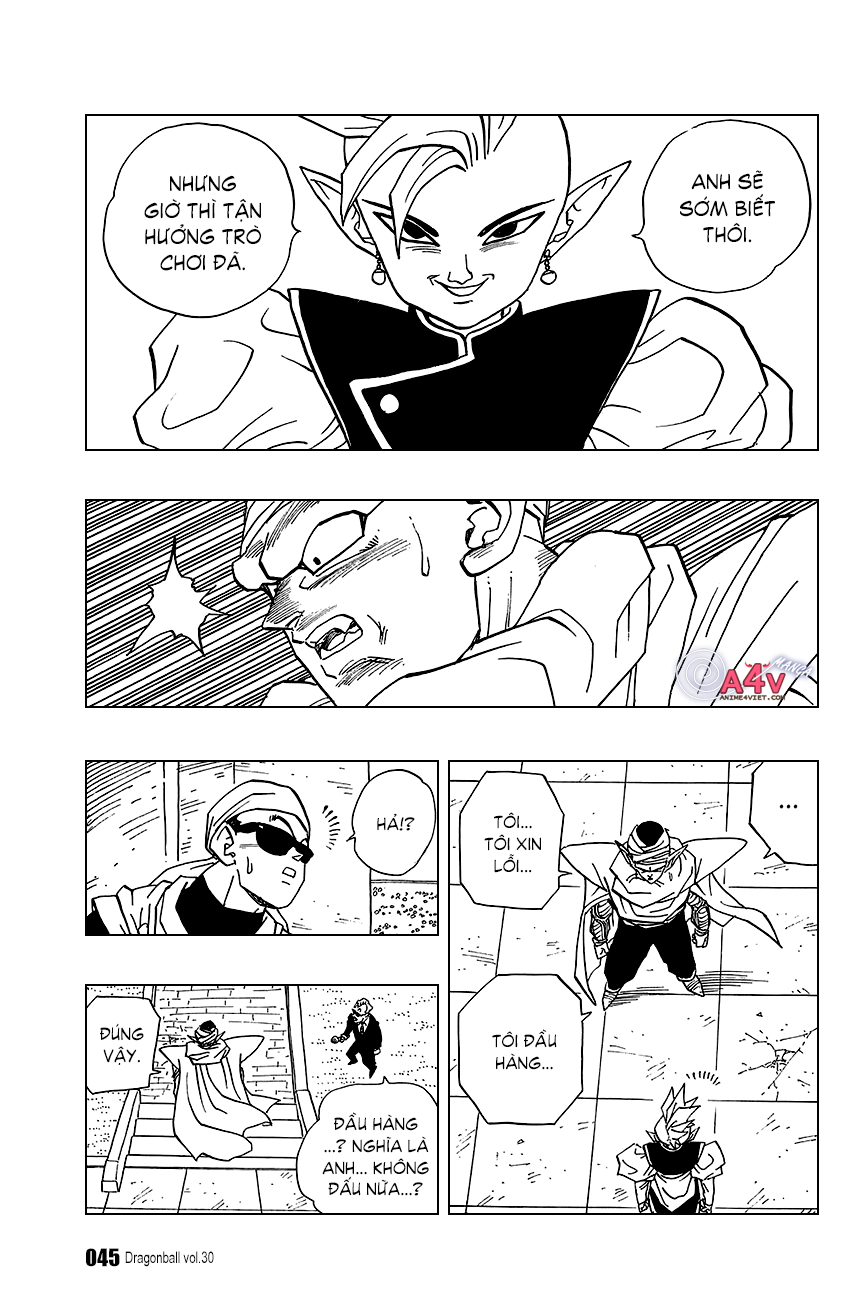 ANH SẼ
SỚM BIẾT
THÔI.
NHƯNG
GIỜ THÌ TẬN
HƯỞNG TRÒ
CHƠI ĐÃ.
MANGA
A4V
ANIME4VIET.COM
...
TÔI...
TÔI XIN
LỖI...
TÔI ĐẦU
HÀNG...
HẢ!?
ĐẦU HÀNG
...? NGHĨA LÀ
ANH... KHÔNG
ĐẤU NỮA...?
ĐÚNG
VẬY.
045 Dragonball vol.30